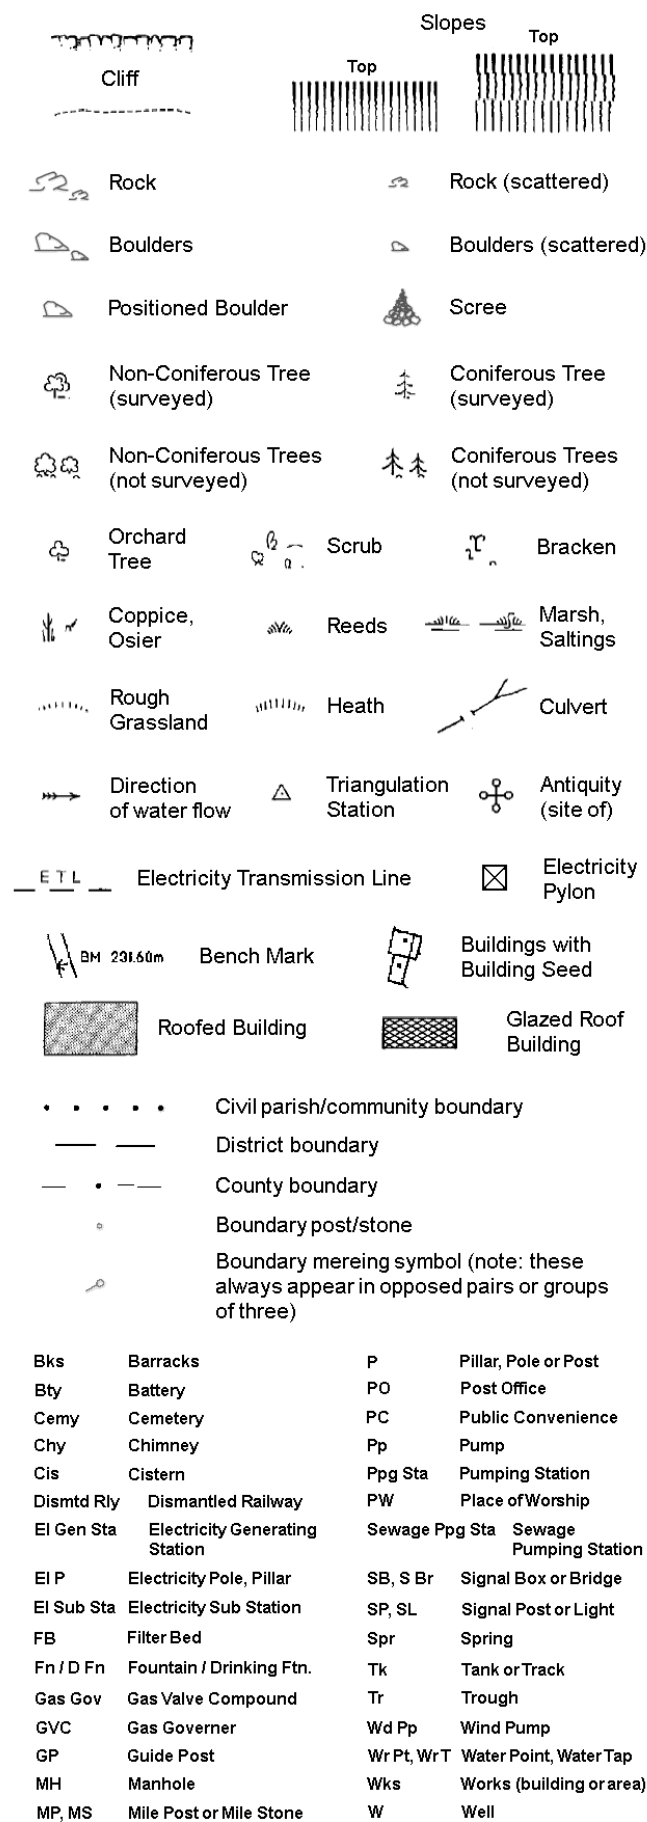 Slopes
Top
Top
Cliff
Rock
Rock (scattered)
Boulders
Boulders (scattered)
Positioned Boulder
Scree
Non-Coniferous Tree
(surveyed)
Coniferous Tree
(surveyed)
Non-Coniferous Trees
(not surveyed)
Coniferous Trees
(not surveyed)
Orchard
Tree
Scrub
Bracken
Coppice,
Osier
Reeds
Marsh,
Saltings
Rough
Grassland
Heath
Culvert
Direction
of water flow
Triangulation
Station
Antiquity
(site of)
E T L
Electricity Transmission Line
Electricity
Pylon
BM 231.60m
Bench Mark
Buildings with
Building Seed
Roofed Building
Glazed Roof
Building
Civil parish/community boundary
District boundary
County boundary
Boundary post/stone
Boundary mereing symbol (note: these
always appear in opposed pairs or groups
of three)
Bks Barracks
P Pillar, Pole or Post
Bty Battery
PO Post Office
Cemy Cemetery
PC Public Convenience
Chy Chimney
Pp Pump
Cis Cistern
Ppg Sta Pumping Station
Dismtd Rly Dismantled Railway
PW Place of Worship
El Gen Sta Electricity Generating
Station
Sewage Ppg Sta Sewage
Pumping Station
El P Electricity Pole, Pillar
SB, S Br Signal Box or Bridge
El Sub Sta Electricity Sub Station
SP, SL Signal Post or Light
FB Filter Bed
Spr Spring
Fn / D Fn Fountain / Drinking Ftn.
Tk Tank or Track
Gas Gov Gas Valve Compound
Tr Trough
GVC Gas Governer
Wd Pp Wind Pump
GP Guide Post
Wr Pt, Wr T Water Point, Water Tap
MH Manhole
Wks Works (building or area)
MP, MS Mile Post or Mile Stone
W Well